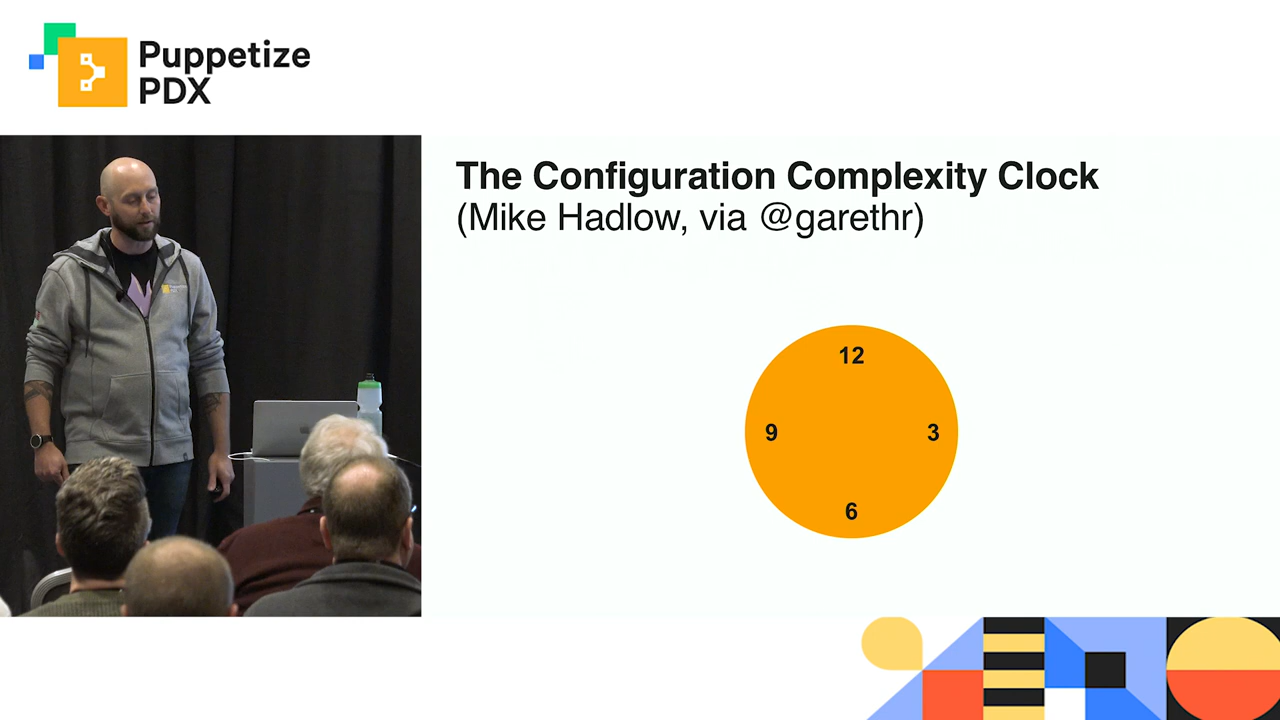 Puppetize
PDX
The Configuration Complexity Clock
(Mike Hadlow, via @garethr)
12
9
3
6